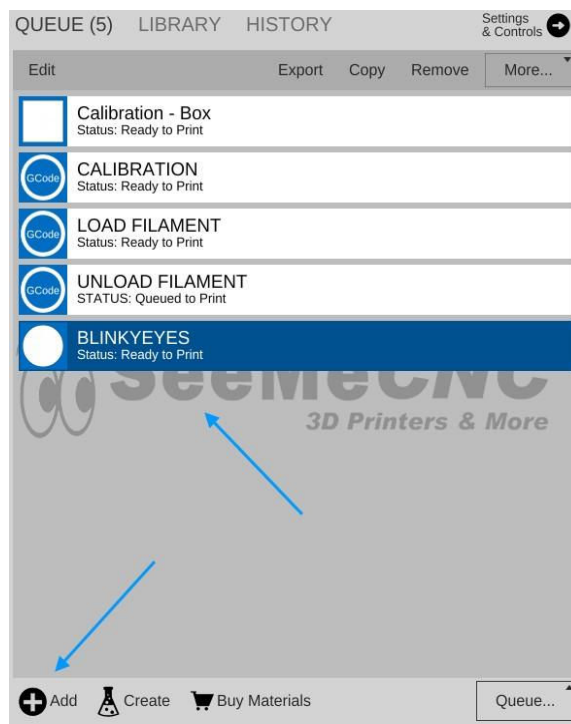 QUEUE (5) LIBRARY HISTORY Settings
& Controls
Edit Export Copy Remove More...
Calibration - Box
Status: Ready to Print
GCode CALIBRATION
Status: Ready to Print
GCode LOAD FILAMENT
Status: Ready to Print
GCode UNLOAD FILAMENT
STATUS: Queued to Print
BLINKYEYES
Status: Ready to Print
SeeMeCNC
3D Printers & More
Add Create Buy Materials Queue...